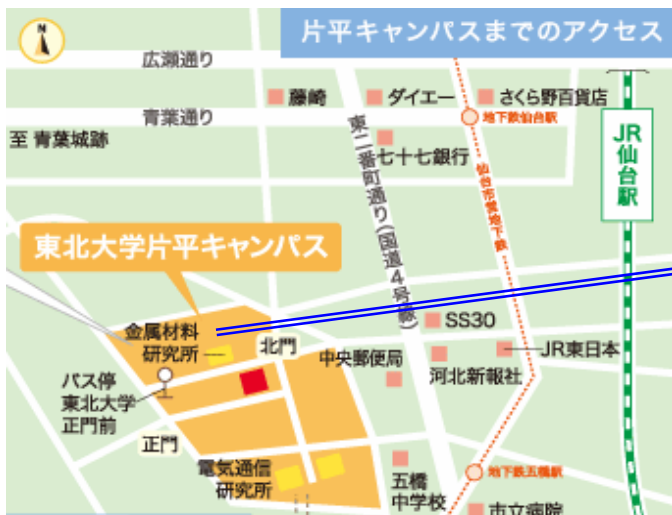 N
片平キャンパスまでのアクセス
広瀬通り
藤崎
ダイエー
さくら野百貨店
青葉通り
地下鉄仙台駅
至 青葉城跡
七十七銀行
JR
仙台駅
東二番町通り(国道4号線)
仙台市営地下鉄
東北大学片平キャンパス
金属材料
研究所
北門
SS30
中央郵便局
JR東日本
河北新報社
バス停
東北大学
正門前
正門
電気通信
研究所
五橋
中学校
地下鉄五橋駅
市立病院